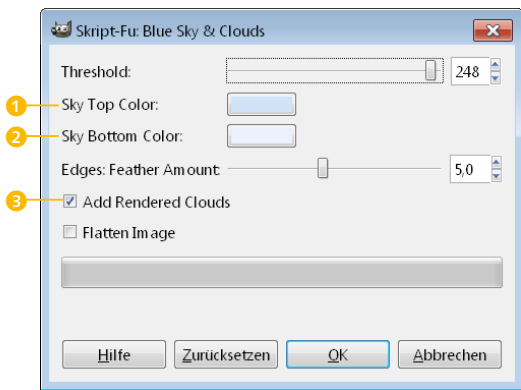 Skript-Fu: Blue Sky & Clouds
Threshold: 248
1 Sky Top Color:
2 Sky Bottom Color:
Edges: Feather Amount: 5,0
3 Add Rendered Clouds
Flatten Image
Hilfe Zurücksetzen OK Abbrechen